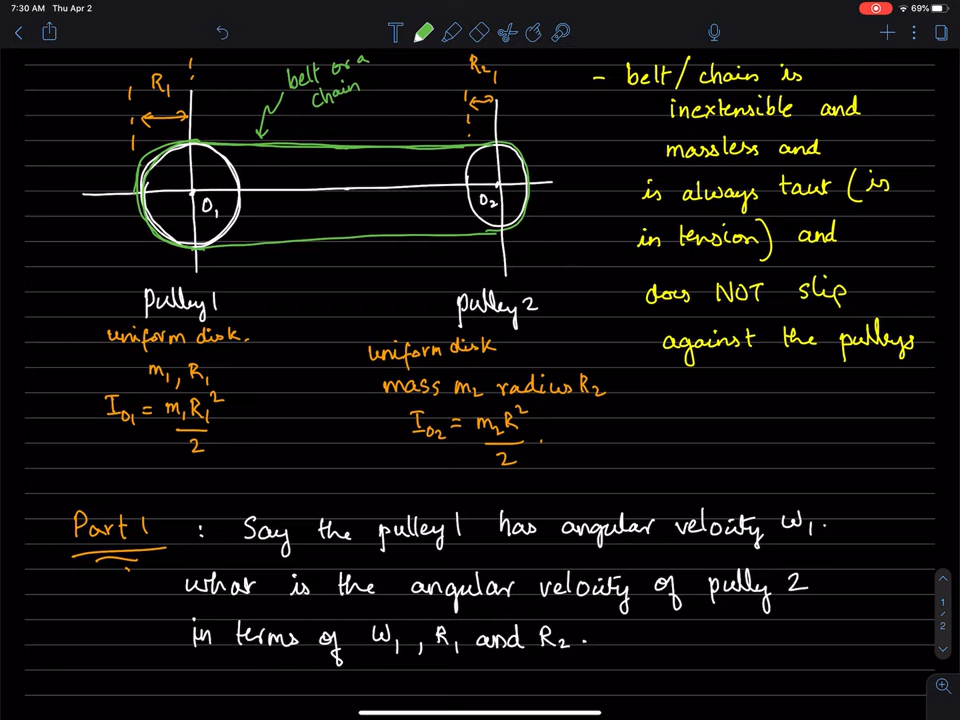 7:30 AM Thu Apr 2
69%
T
R1
belt or a
chain
R2
O1
O2
- belt/chain is
inextensible and
massless and
is always taut (is
in tension) and
does NOT slip
against the pulleys
pulley 1
uniform disk.
m1, R1
I_O1 = m1R1²
2
pulley 2
uniform disk
mass m2 radius R2
I_O2 = m2R²
2
Part 1 : Say the pulley 1 has angular velocity ω1.
what is the angular velocity of pully 2
in terms of ω1, R1 and R2.
1
/
2